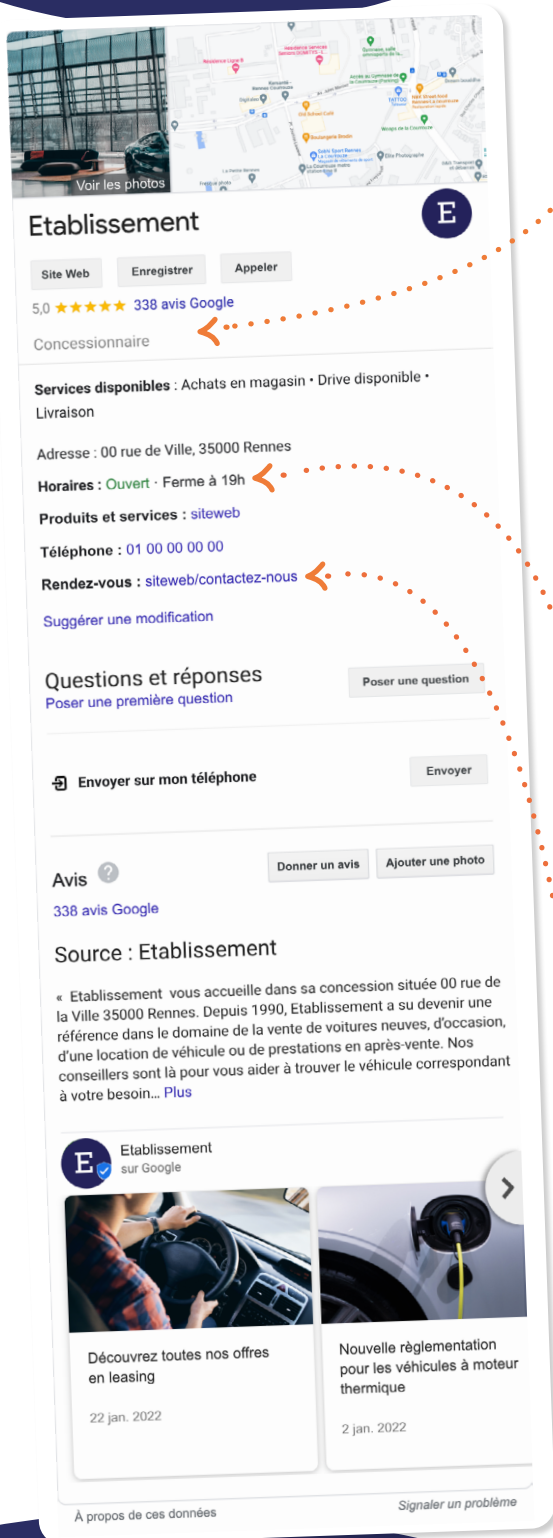 Voir les photos
Etablissement
E
Site Web Enregistrer Appeler
5,0 ★★★★★ 338 avis Google
Concessionnaire
Services disponibles : Achats en magasin • Drive disponible •
Livraison
Adresse : 00 rue de Ville, 35000 Rennes
Horaires : Ouvert · Ferme à 19h
Produits et services : siteweb
Téléphone : 01 00 00 00 00
Rendez-vous : siteweb/contactez-nous
Suggérer une modification
Questions et réponses
Poser une question
Poser une première question
Envoyer sur mon téléphone
Envoyer
Avis ?
Donner un avis Ajouter une photo
338 avis Google
Source : Etablissement
« Etablissement vous accueille dans sa concession située 00 rue de
la Ville 35000 Rennes. Depuis 1990, Etablissement a su devenir une
référence dans le domaine de la vente de voitures neuves, d'occasion,
d'une location de véhicule ou de prestations en après-vente. Nos
conseillers sont là pour vous aider à trouver le véhicule correspondant
à votre besoin... Plus
E
Etablissement
sur Google
Découvrez toutes nos offres
en leasing
22 jan. 2022
Nouvelle règlementation
pour les véhicules à moteur
thermique
2 jan. 2022
À propos de ces données
Signaler un problème